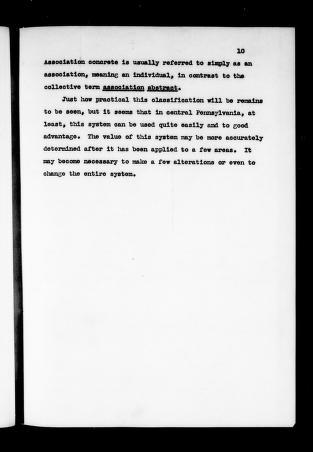 10
Association concrete is usually referred to simply as an
association, meaning an individual, in contrast to the
collective term association abstract.
Just how practical this classification will be remains
to be seen, but it seems that in central Pennsylvania, at
least, this system can be used quite easily and to good
advantage. The value of this system may be more accurately
determined after it has been applied to a few areas. It
may become necessary to make a few alterations or even to
change the entire system.